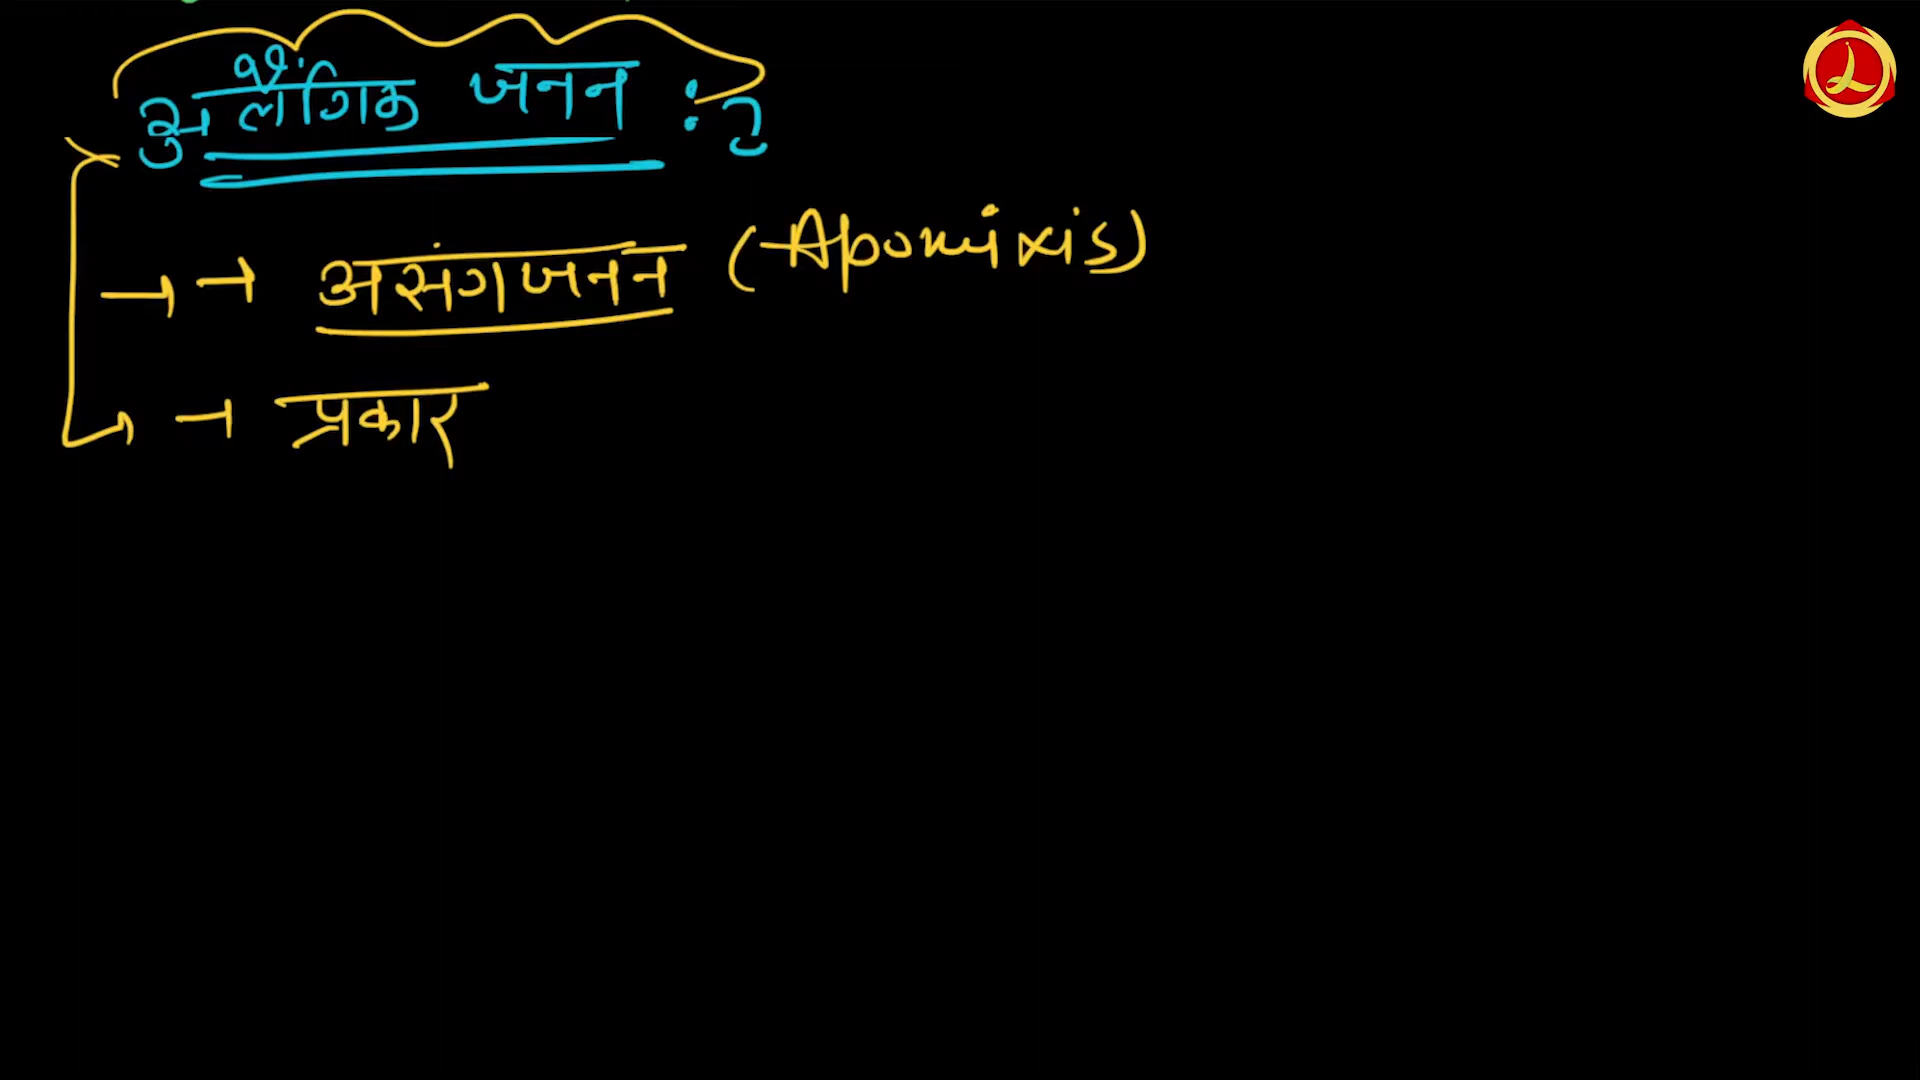 अलैंगिक जनन :-
→ → असंगजनन (Apomixis)
→ → प्रकार